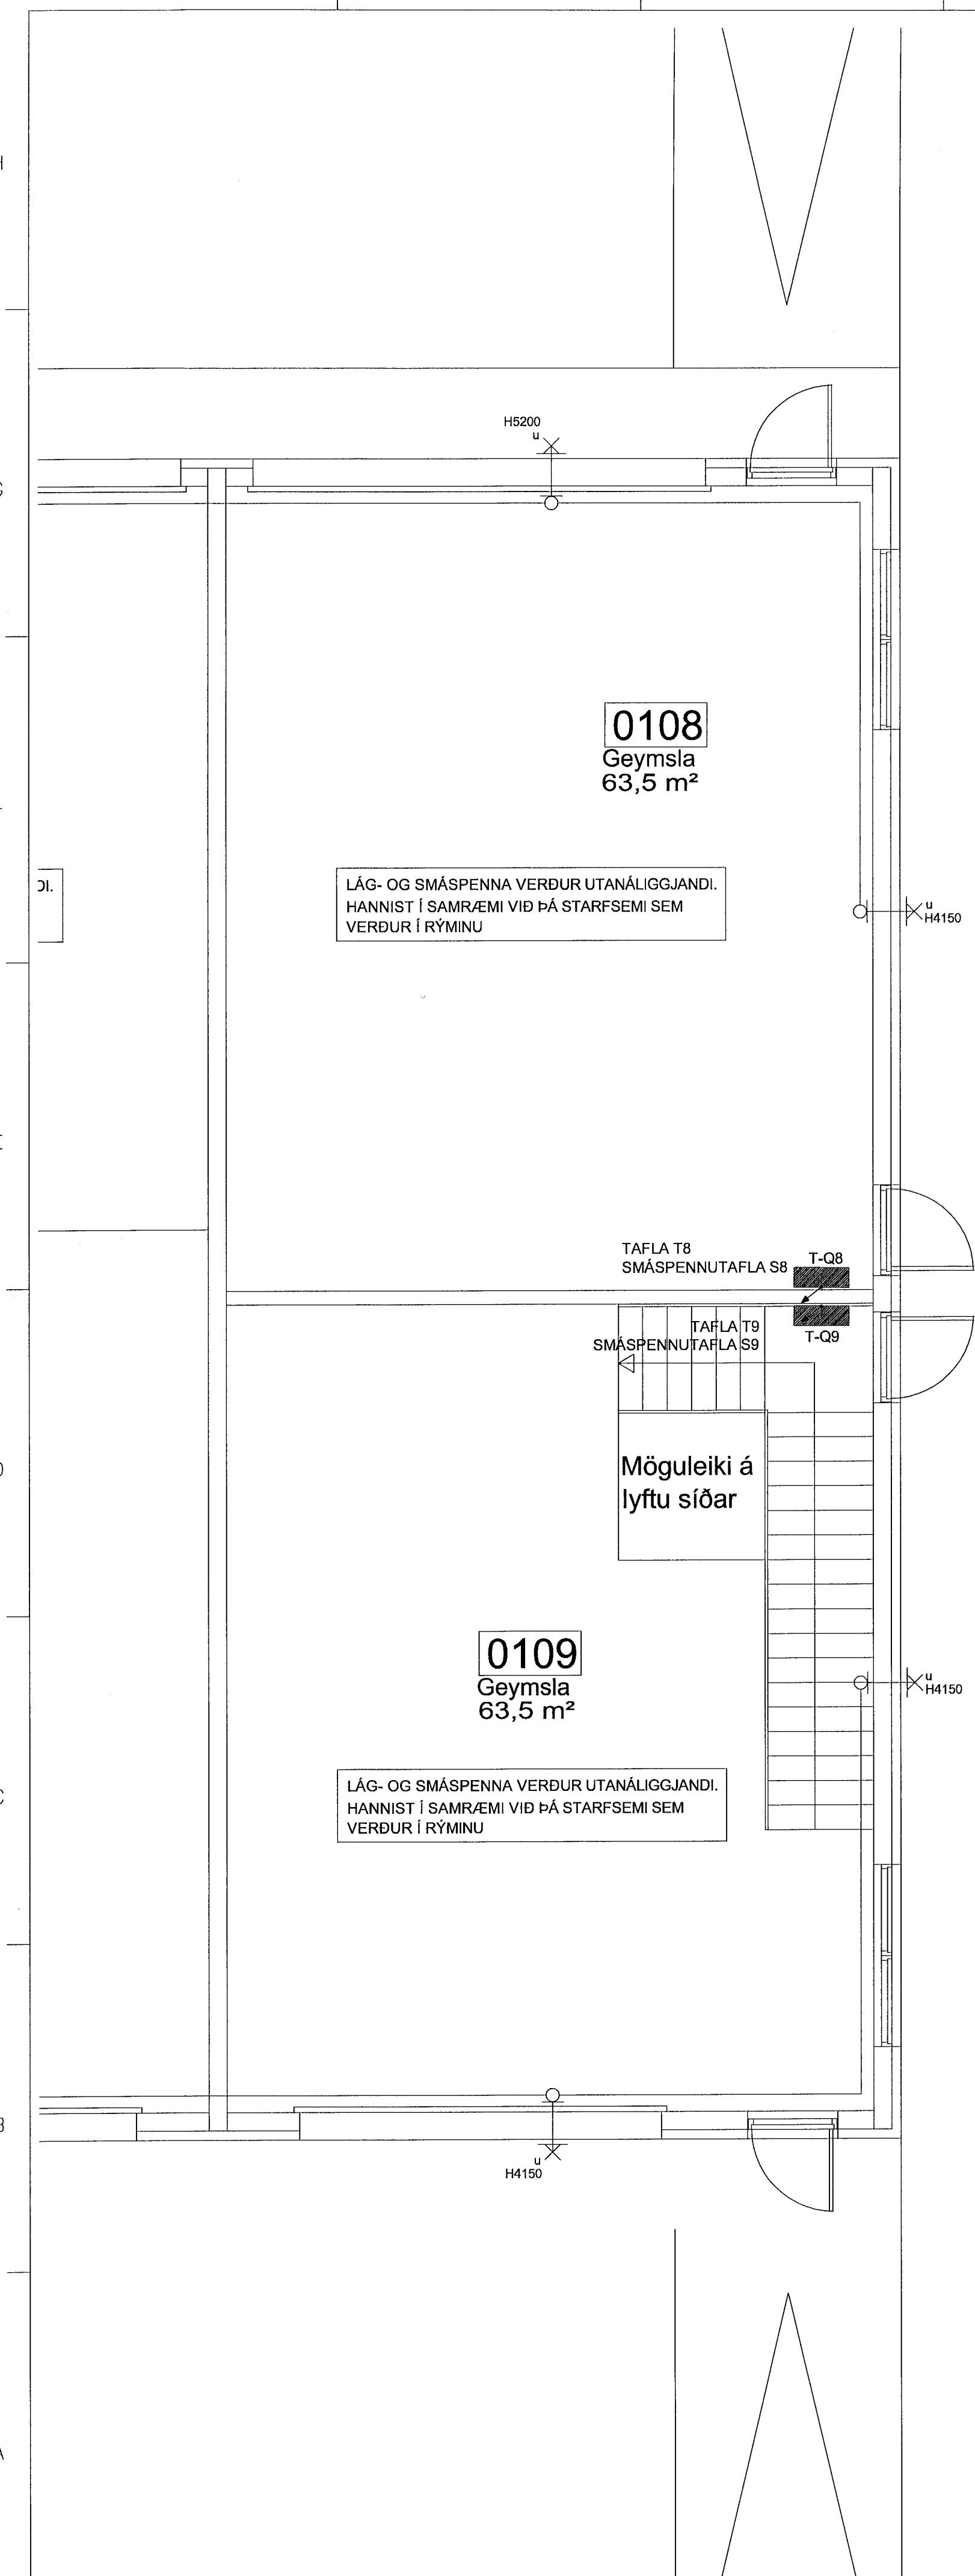 H5200
u
0108
Geymsla
63,5 m²
DI.
LÁG- OG SMÁSPENNA VERÐUR UTANÁLIGGJANDI.
HANNIST Í SAMRÆMI VIÐ ÞÁ STARFSEMI SEM
VERÐUR Í RÝMINU
u
H4150
TAFLA T8
SMÁSPENNUTAFLA S8
T-Q8
TAFLA T9
SMÁSPENNUTAFLA S9
T-Q9
Möguleiki á
lyftu síðar
D
0109
Geymsla
63,5 m²
u
H4150
LÁG- OG SMÁSPENNA VERÐUR UTANÁLIGGJANDI.
HANNIST Í SAMRÆMI VIÐ ÞÁ STARFSEMI SEM
VERÐUR Í RÝMINU
C
B
u
H4150
A